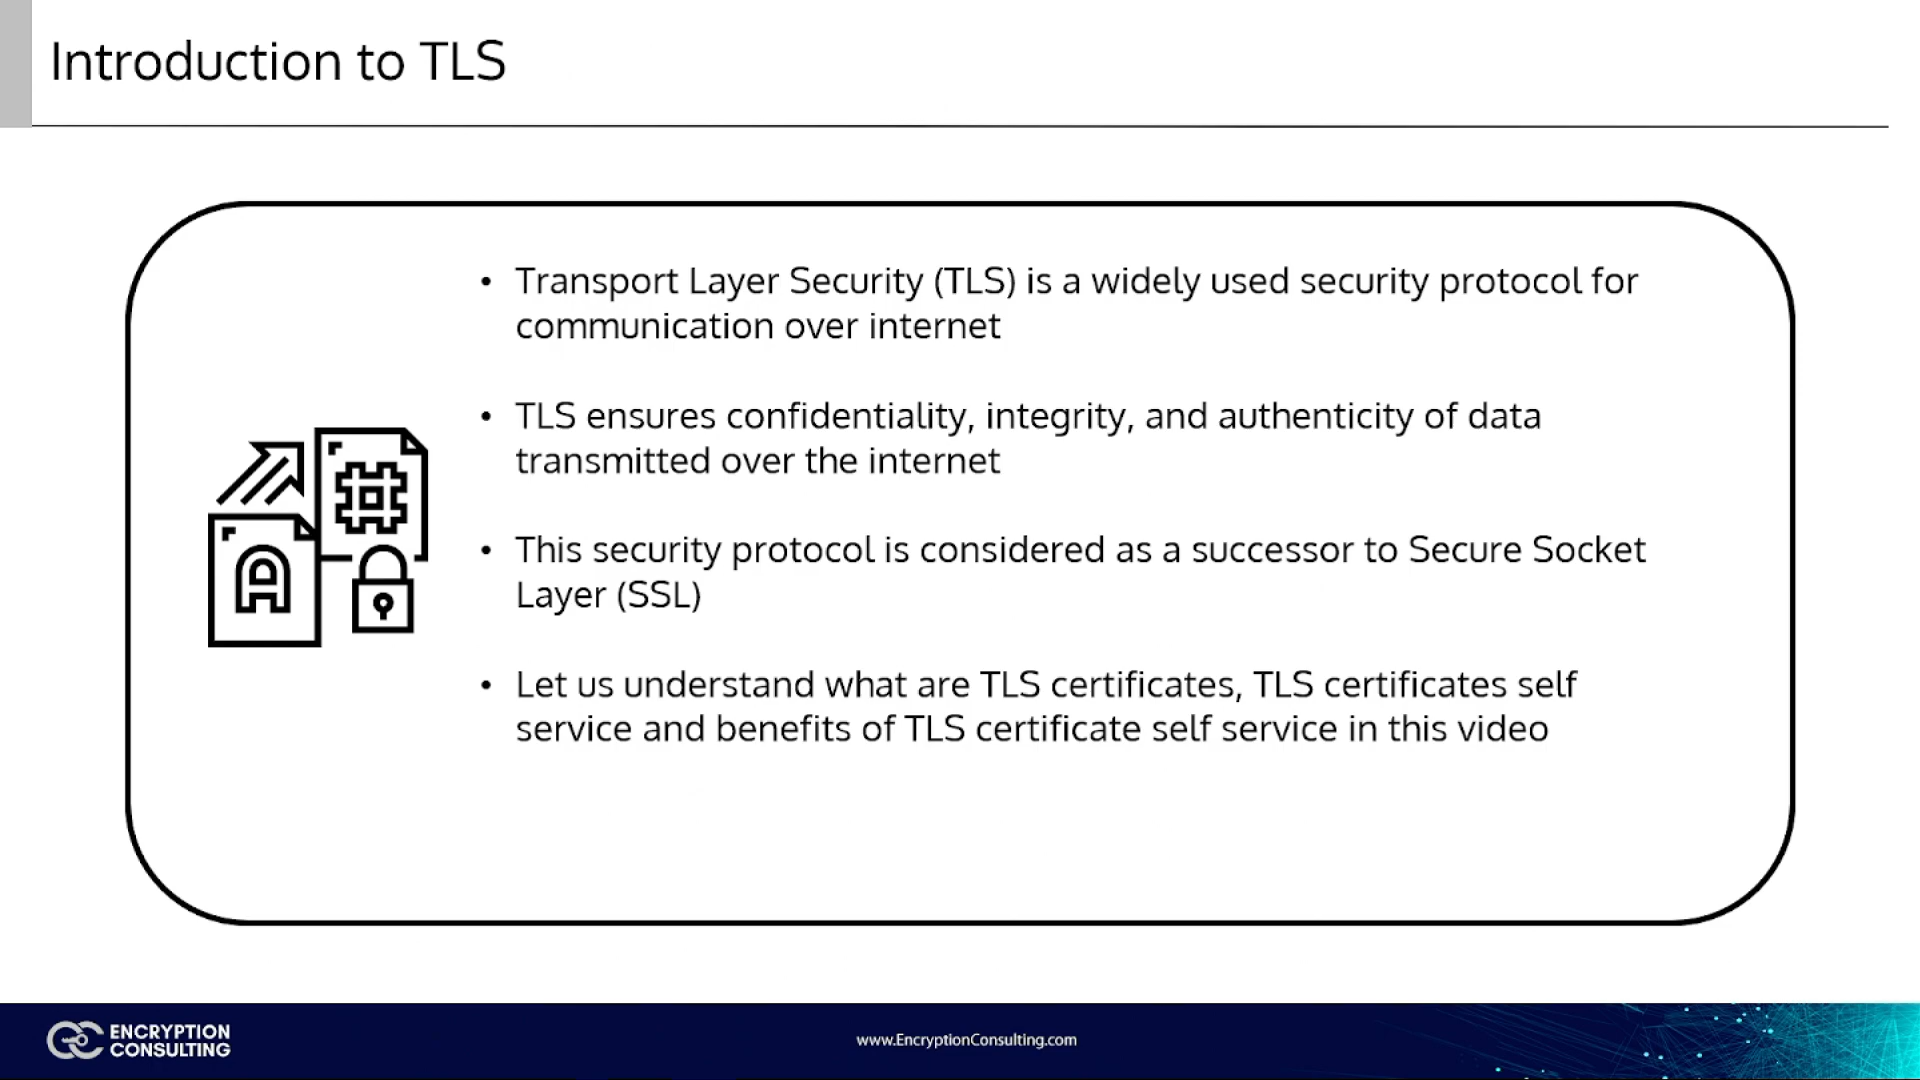 Introduction to TLS
• Transport Layer Security (TLS) is a widely used security protocol for
communication over internet
• TLS ensures confidentiality, integrity, and authenticity of data
transmitted over the internet
• This security protocol is considered as a successor to Secure Socket
Layer (SSL)
• Let us understand what are TLS certificates, TLS certificates self
service and benefits of TLS certificate self service in this video
A
#
ENCRYPTION
CONSULTING
www.EncryptionConsulting.com